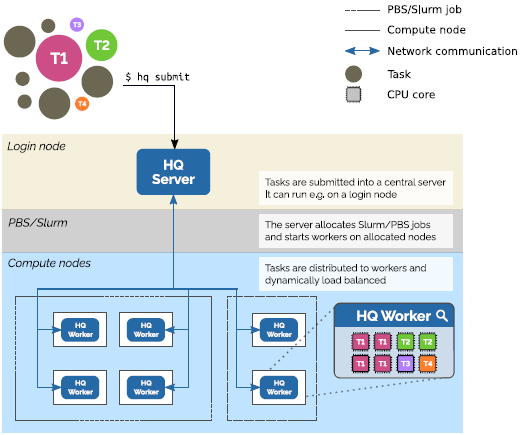 PBS/Slurm job
Compute node
Network communication
Task
CPU core
T3
T1
T2
T4
$ hq submit
Login node
HQ
Server
Tasks are submitted into a central server
It can run e.g. on a login node
PBS/Slurm
The server allocates Slurm/PBS jobs
and starts workers on allocated nodes
Compute nodes
Tasks are distributed to workers and
dynamically load balanced
HQ
Worker
HQ
Worker
HQ
Worker
HQ
Worker
HQ
Worker
HQ
Worker
HQ Worker
T1 T1 T2 T2
T1 T1 T3 T4